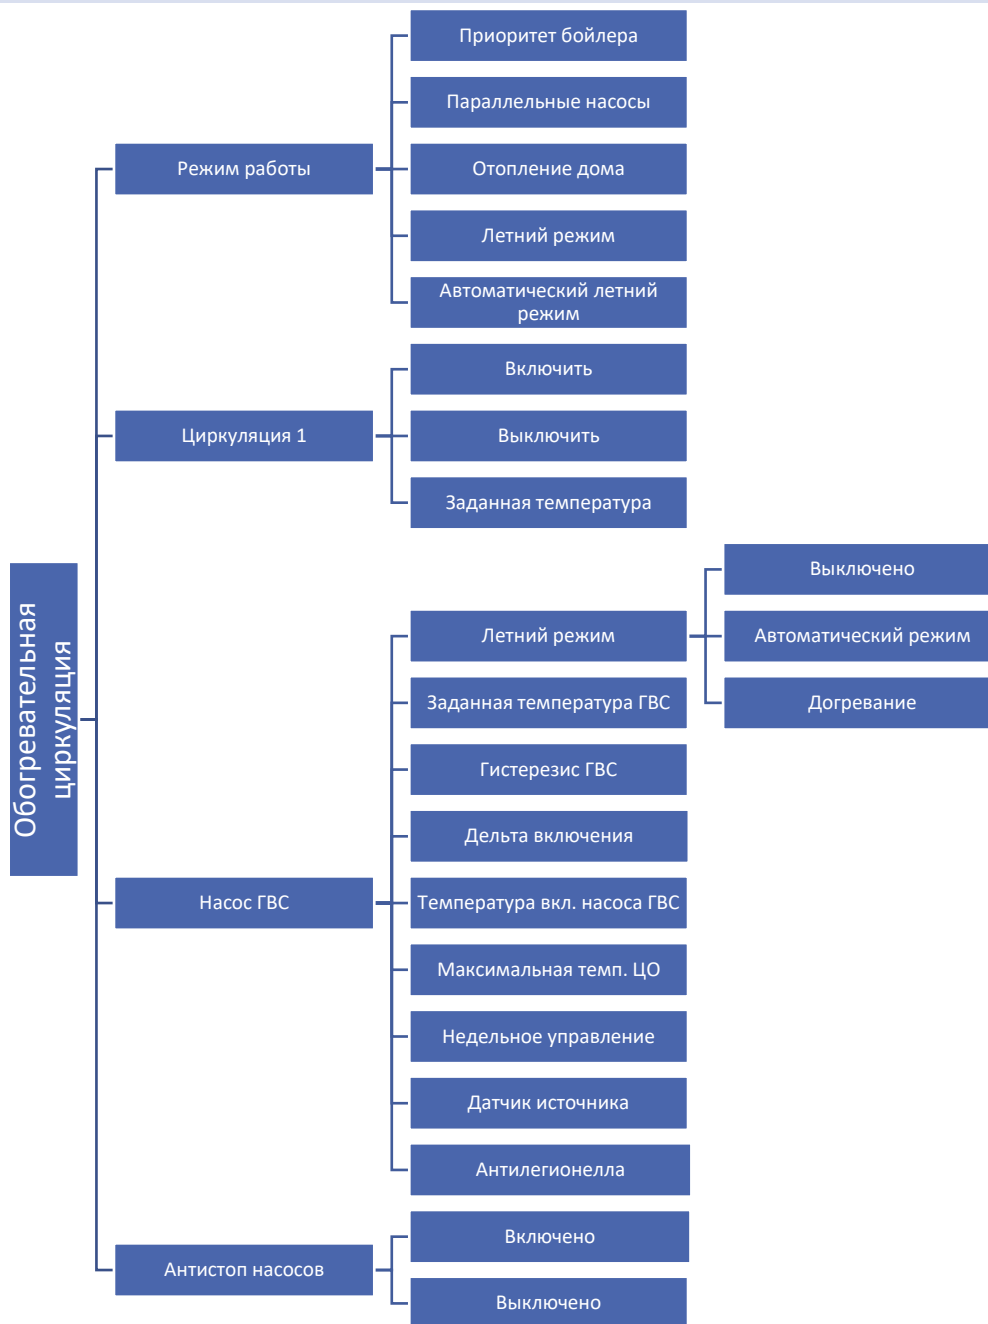 Обогревательная
циркуляция
Режим работы
Приоритет бойлера
Параллельные насосы
Отопление дома
Летний режим
Автоматический летний
режим
Циркуляция 1
Включить
Выключить
Заданная температура
Насос ГВС
Летний режим
Выключено
Автоматический режим
Догревание
Заданная температура ГВС
Гистерезис ГВС
Дельта включения
Температура вкл. насоса ГВС
Максимальная темп. ЦО
Недельное управление
Датчик источника
Антилегионелла
Антистоп насосов
Включено
Выключено